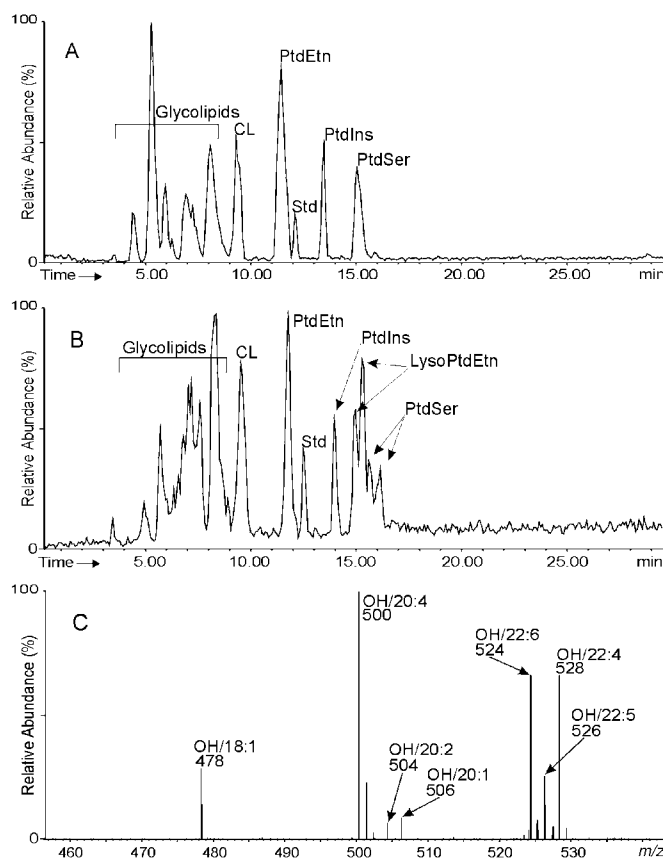 100
A
Relative Abundance (%)
0
Glycolipids
CL
PtdEtn
Std
PtdIns
PtdSer
Time
5.00 10.00 15.00 20.00 25.00 min
100
B
Relative Abundance (%)
0
Glycolipids
CL
PtdEtn
Std
PtdIns
LysoPtdEtn
PtdSer
Time
5.00 10.00 15.00 20.00 25.00 min
100
C
Relative Abundance (%)
0
OH/18:1
478
OH/20:4
500
OH/20:2
504
OH/20:1
506
OH/22:6
524
OH/22:4
528
OH/22:5
526
460 470 480 490 500 510 520 530 m/z